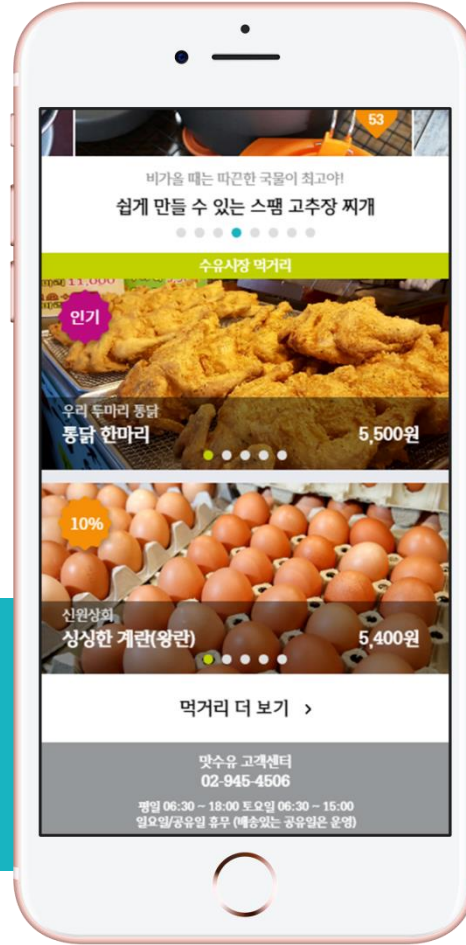 53
비가올 때는 따끈한 국물이 최고야!
쉽게 만들 수 있는 스팸 고추장 찌개
수유시장 먹거리
11,000
인기
우리 두마리 통닭
통닭 한마리
5,500원
10%
신원상회
싱싱한 계란(왕란)
5,400원
먹거리 더 보기 >
맛수유 고객센터
02-945-4506
평일 06:30 ~ 18:00 토요일 06:30 ~ 15:00
일요일/공유일 휴무 (배송있는 공유일은 운영)